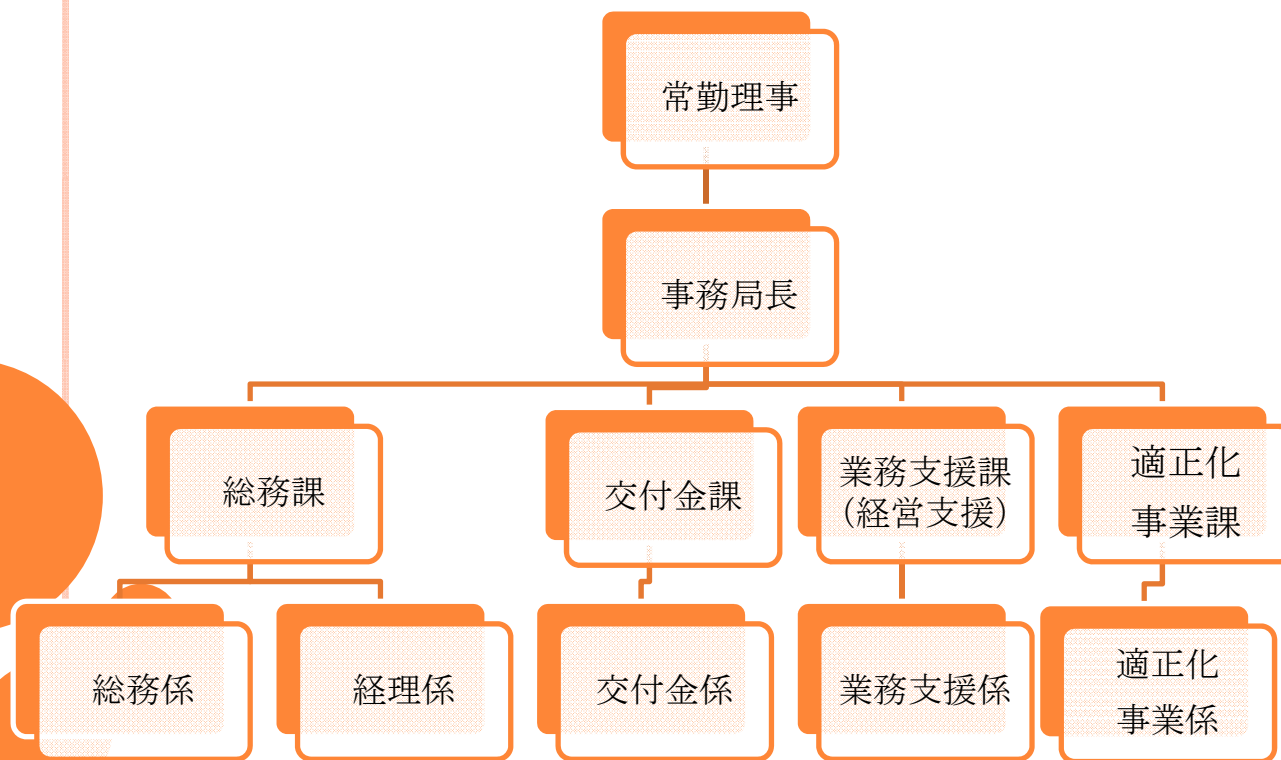 常勤理事
事務局長
総務課
交付金課
業務支援課
(経営支援)
適正化
事業課
総務係
経理係
交付金係
業務支援係
適正化
事業係